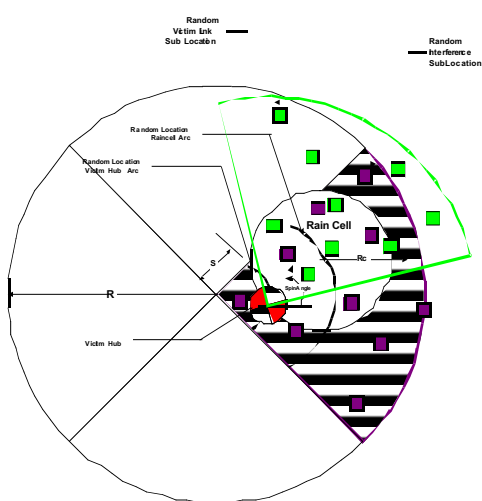 Random
Victim Link
Sub Location
Random
Interference
SubLocation
Random Location
Raincell Arc
Random Location
Victim Hub Arc
Rain Cell
S
Rc
SpinAngle
R
Victim Hub